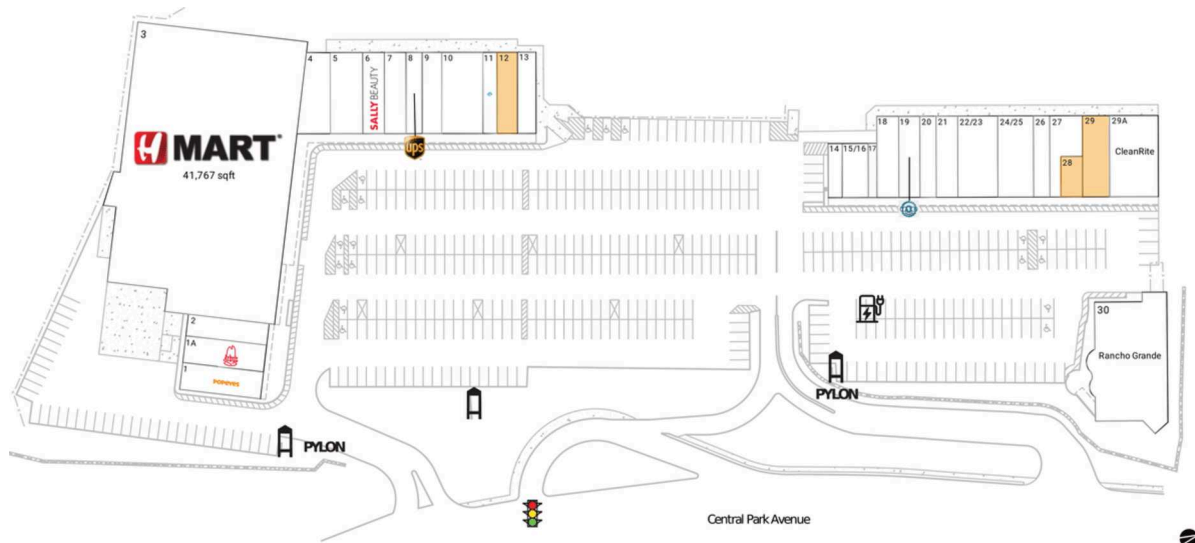 3
H MART
41,767 sqft
4
5
6
7
8
9
10
11
12
13
SALLY BEAUTY
ups
14
15/16
17
18
19
20
21
22/23
24/25
26
27
28
29
29A
CleanRite
2
1A
1
POPEYES
PYLON
PYLON
30
Rancho Grande
Central Park Avenue